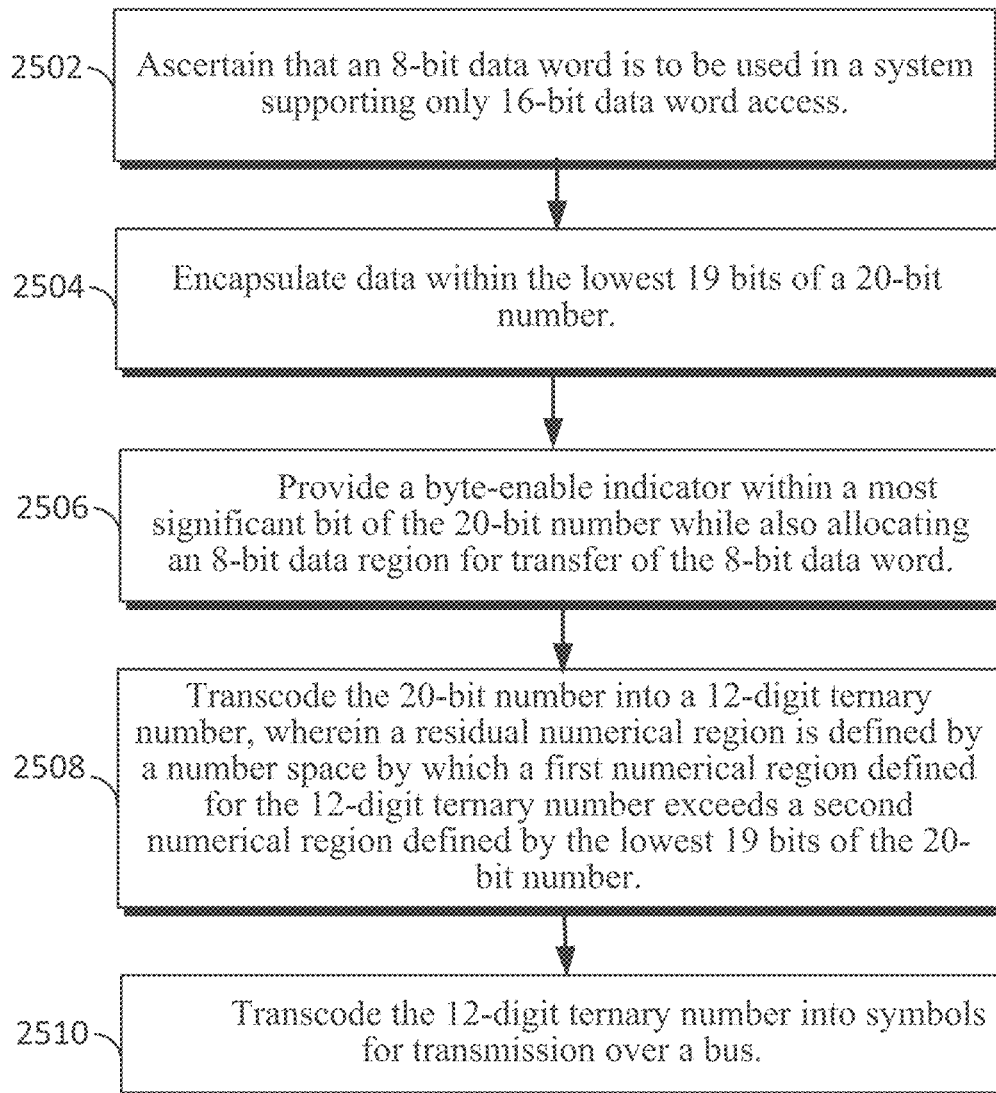 2502
Ascertain that an 8-bit data word is to be used in a system
supporting only 16-bit data word access.
2504
Encapsulate data within the lowest 19 bits of a 20-bit
number.
2506
Provide a byte-enable indicator within a most
significant bit of the 20-bit number while also allocating
an 8-bit data region for transfer of the 8-bit data word.
2508
Transcode the 20-bit number into a 12-digit ternary
number, wherein a residual numerical region is defined by
a number space by which a first numerical region defined
for the 12-digit ternary number exceeds a second
numerical region defined by the lowest 19 bits of the 20-
bit number.
2510
Transcode the 12-digit ternary number into symbols
for transmission over a bus.